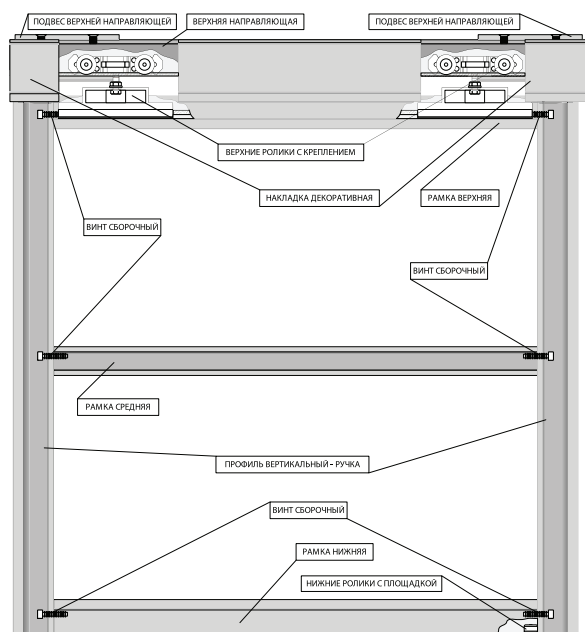 ПОДВЕС ВЕРХНЕЙ НАПРАВЛЯЮЩЕЙ
ВЕРХНЯЯ НАПРАВЛЯЮЩАЯ
ПОДВЕС ВЕРХНЕЙ НАПРАВЛЯЮЩЕЙ
ВЕРХНИЕ РОЛИКИ С КРЕПЛЕНИЕМ
НАКЛАДКА ДЕКОРАТИВНАЯ
РАМКА ВЕРХНЯЯ
ВИНТ СБОРОЧНЫЙ
ВИНТ СБОРОЧНЫЙ
РАМКА СРЕДНЯЯ
ПРОФИЛЬ ВЕРТИКАЛЬНЫЙ - РУЧКА
ВИНТ СБОРОЧНЫЙ
РАМКА НИЖНЯЯ
НИЖНИЕ РОЛИКИ С ПЛОЩАДКОЙ